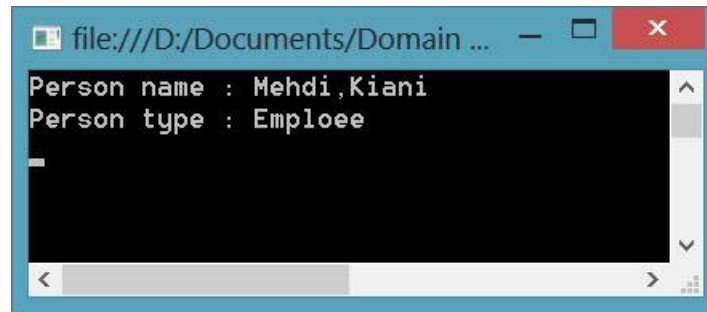 file:///D:/Documents/Domain ...
Person name : Mehdi,Kiani
Person type : Emploee